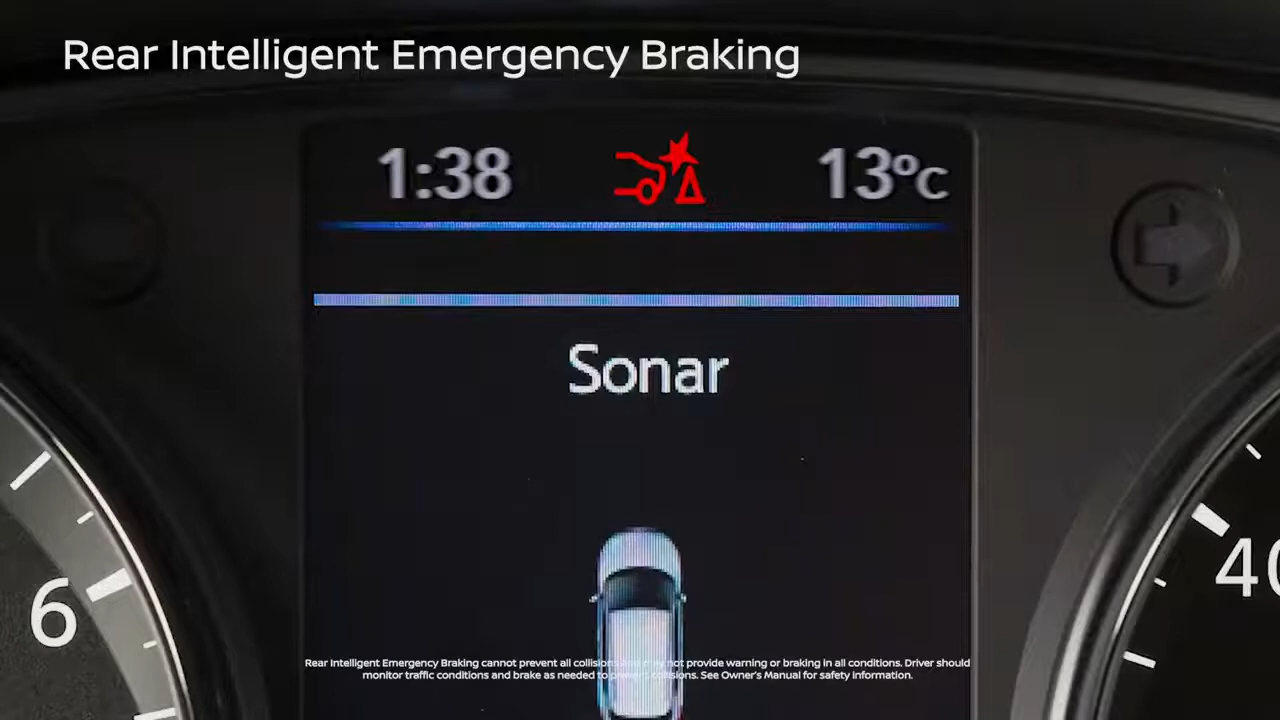 Rear Intelligent Emergency Braking
1:38
13°C
Sonar
6
40
Rear Intelligent Emergency Braking cannot prevent all collisions and may not provide warning or braking in all conditions. Driver should
monitor traffic conditions and brake as needed to prevent collisions. See Owner's Manual for safety information.